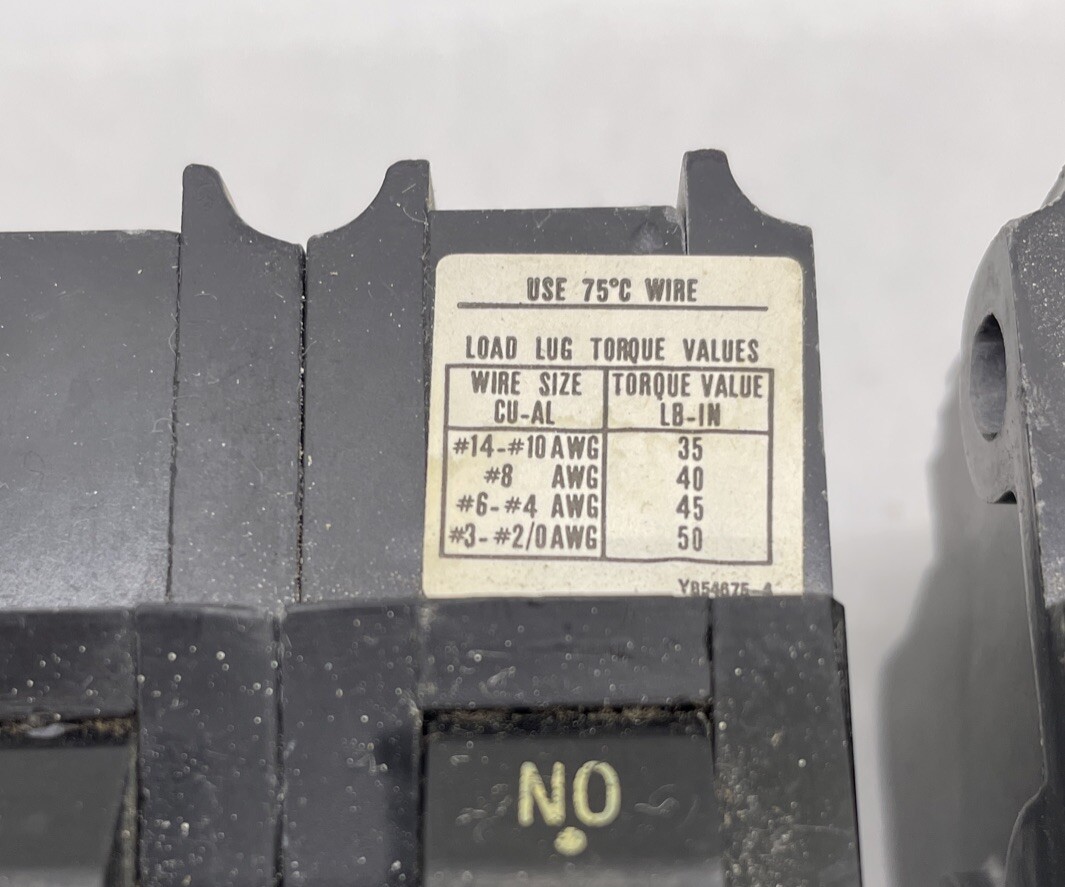 USE 75°C WIRE
LOAD LUG TORQUE VALUES
WIRE SIZE TORQUE VALUE
CU-AL LB-IN
#14-#10 AWG 35
#8 AWG 40
#6-#4 AWG 45
#3-#2/0 AWG 50
NO